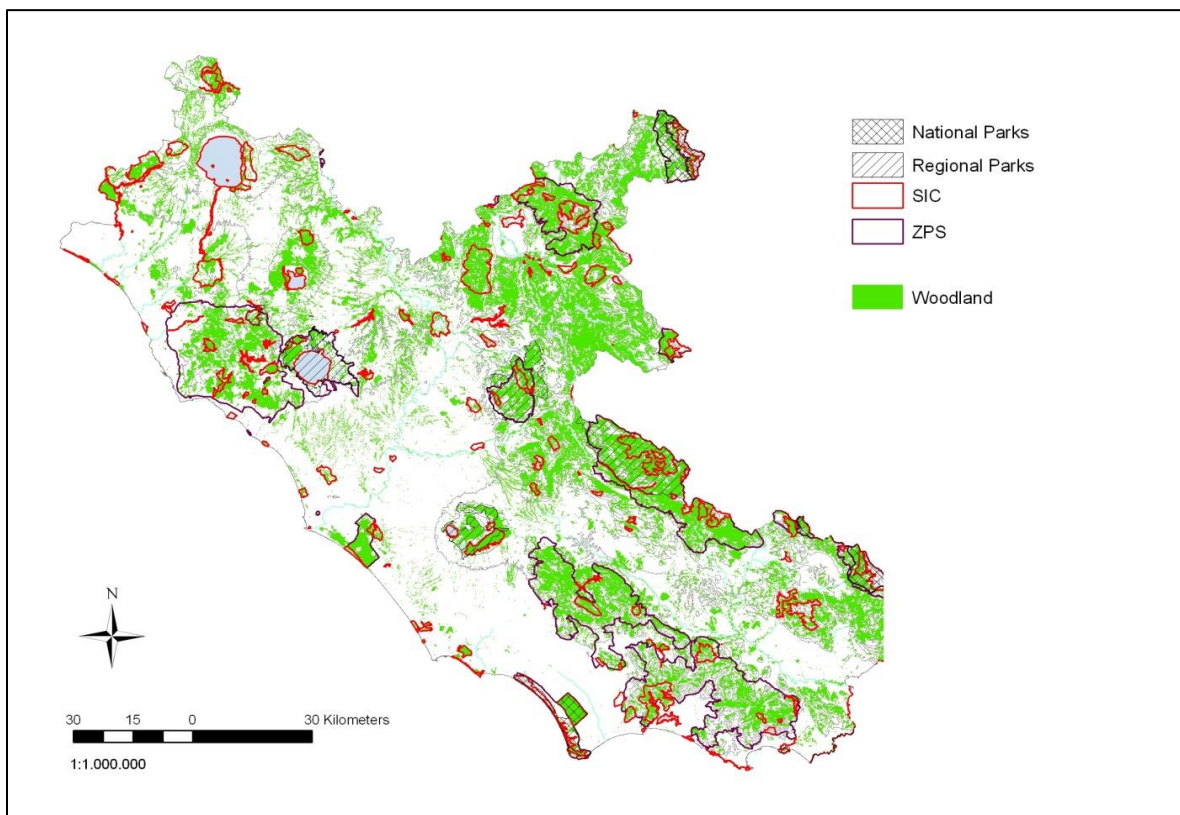 National Parks
Regional Parks
SIC
ZPS
Woodland
N
30 15 0 30 Kilometers
1:1.000.000